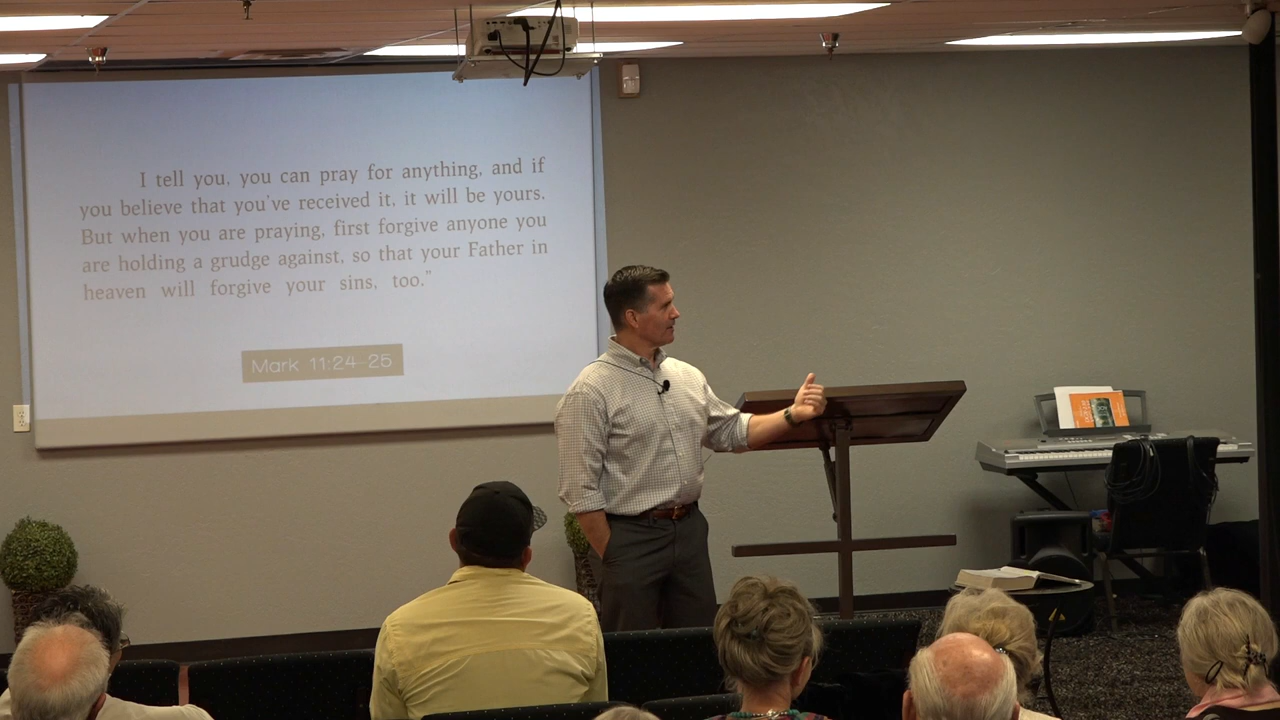 I tell you, you can pray for anything, and if
you believe that you've received it, it will be yours.
But when you are praying, first forgive anyone you
are holding a grudge against, so that your Father in
heaven will forgive your sins, too."
Mark 11:24-25